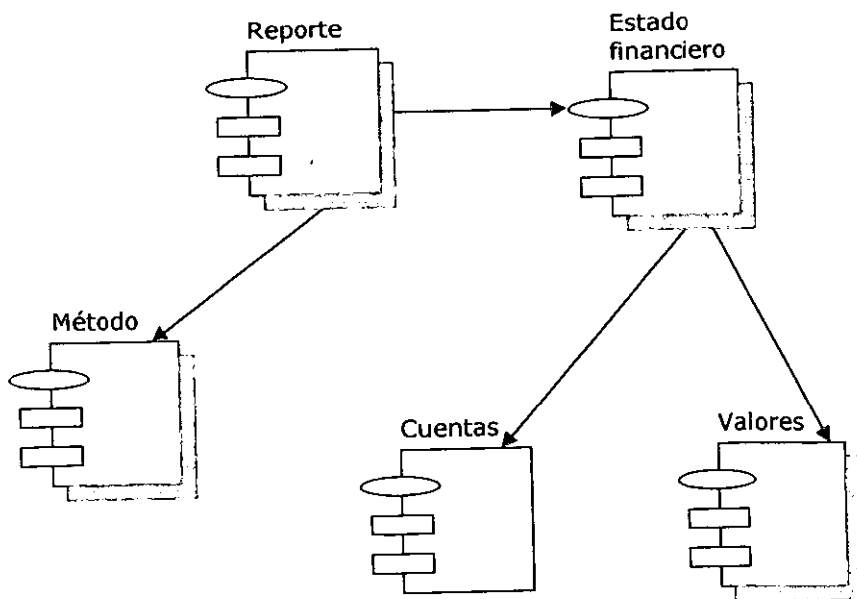 Reporte
Estado
financiero
Método
Cuentas
Valores